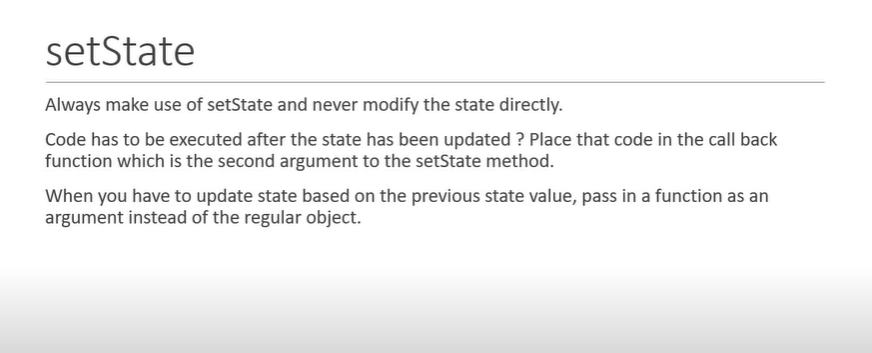 setState
Always make use of setState and never modify the state directly.
Code has to be executed after the state has been updated ? Place that code in the call back
function which is the second argument to the setState method.
When you have to update state based on the previous state value, pass in a function as an
argument instead of the regular object.